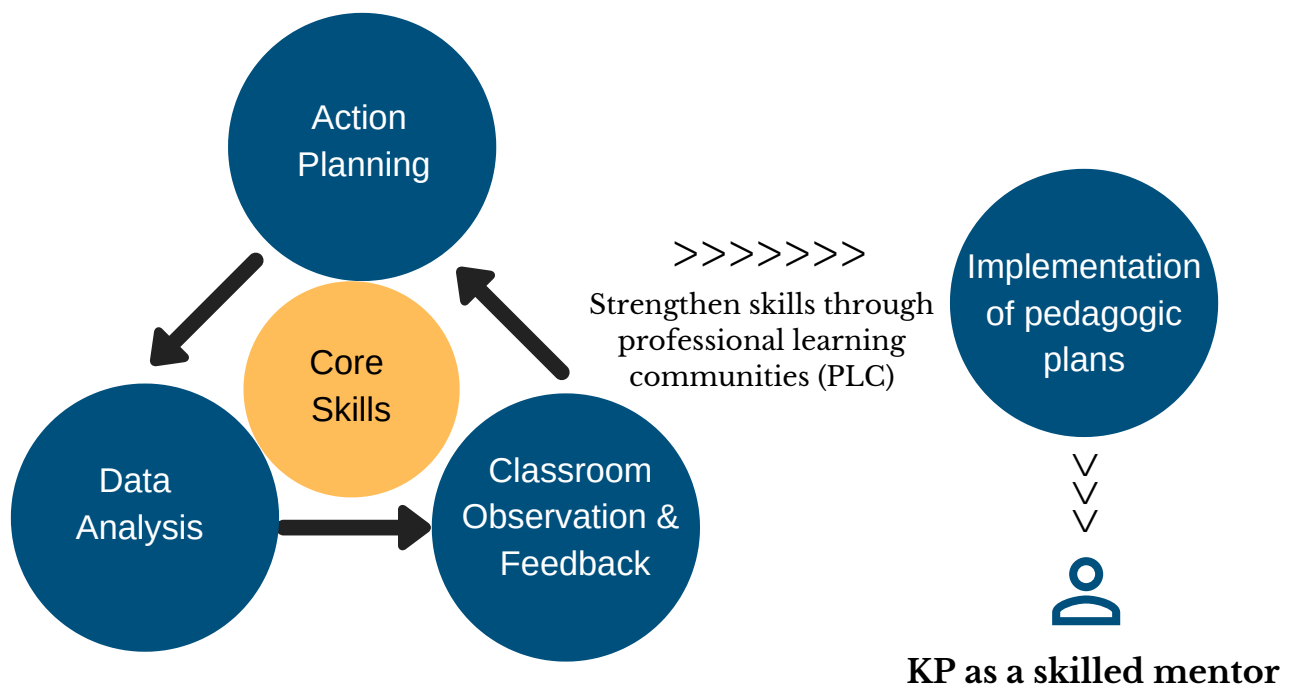 Action
Planning
Core
Skills
Data
Analysis
Classroom
Observation &
Feedback
>>>>>>>
Strengthen skills through
professional learning
communities (PLC)
Implementation
of pedagogic
plans
KP as a skilled mentor